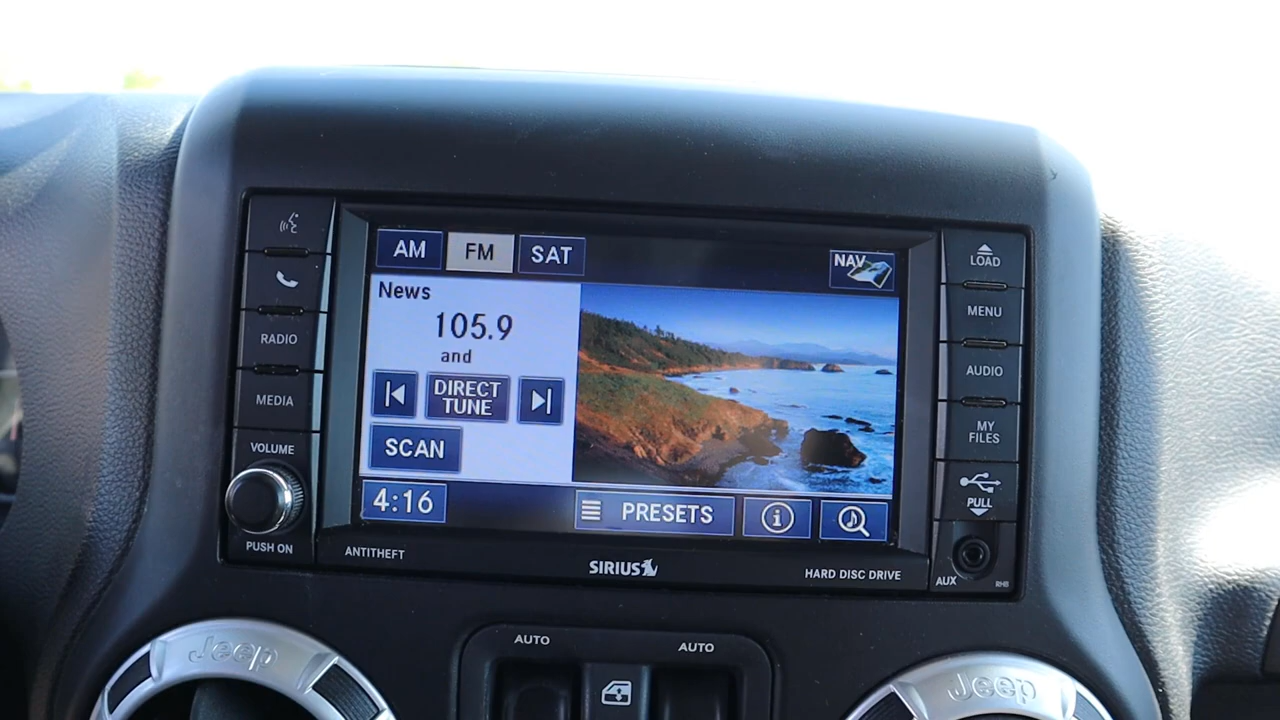 AM
FM
SAT
NAV
LOAD
News
105.9
and
DIRECT
TUNE
SCAN
4:16
PRESETS
i
RADIO
MEDIA
VOLUME
PUSH ON
MENU
AUDIO
MY
FILES
PULL
AUX
RHB
ANTITHEFT
SIRIUS
HARD DISC DRIVE
AUTO
AUTO
Jeep
Jeep